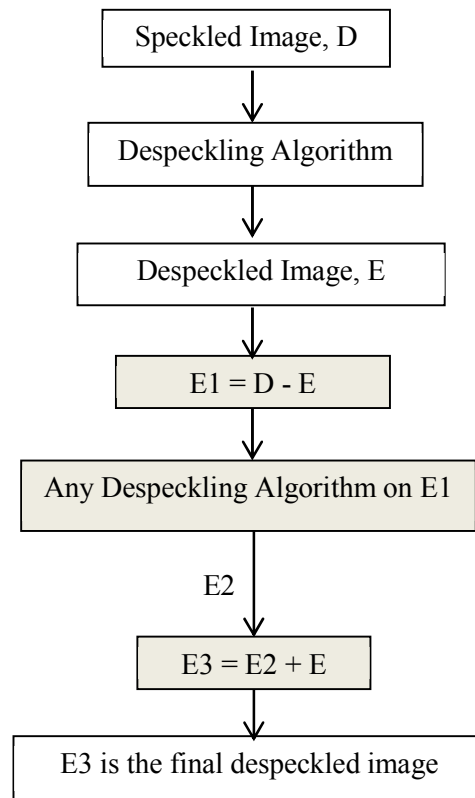 Speckled Image, D
Despeckling Algorithm
Despeckled Image, E
E1 = D - E
Any Despeckling Algorithm on E1
E2
E3 = E2 + E
E3 is the final despeckled image